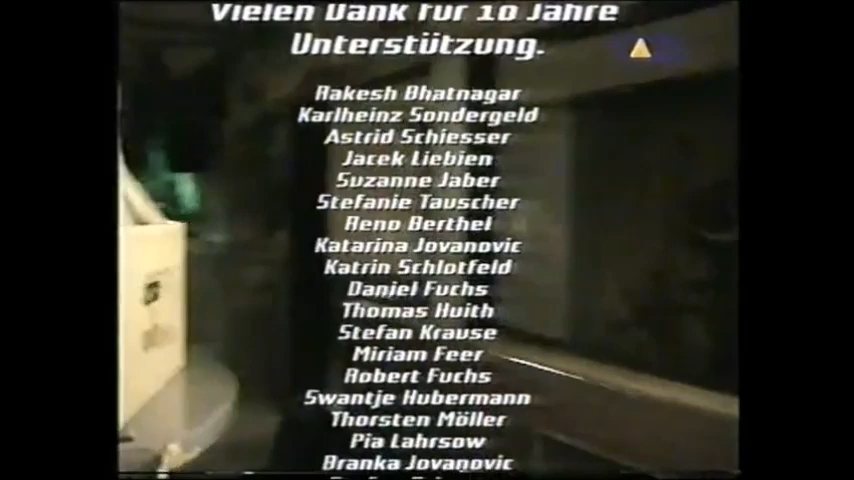 Vielen Dank für 10 Jahre
Unterstützung.
Rakesh Bhatnagar
Karlheinz Sondergeld
Astrid Schiesser
Jacek Liebien
Suzanne Jaber
Stefanie Tauscher
Reno Berthel
Katarina Jovanovic
Katrin Schlotfeld
Daniel Fuchs
Thomas Huith
Stefan Krause
Miriam Feer
Robert Fuchs
Swantje Hubermann
Thorsten Möller
Pia Lahrsow
Branka Jovanovic